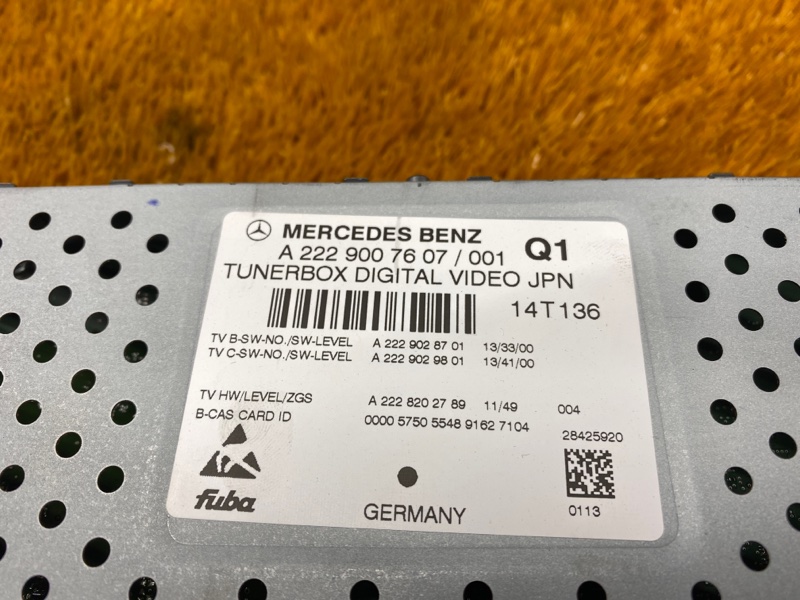 MERCEDES BENZ Q1
A 222 900 76 07 / 001
TUNERBOX DIGITAL VIDEO JPN
14T136
TV B-SW-NO./SW-LEVEL A 222 902 87 01 13/33/00
TV C-SW-NO./SW-LEVEL A 222 902 98 01 13/41/00
TV HW/LEVEL/ZGS A 222 820 27 89 11/49 004
B-CAS CARD ID 0000 5750 5548 9162 7104
28425920
fuba
GERMANY
0113